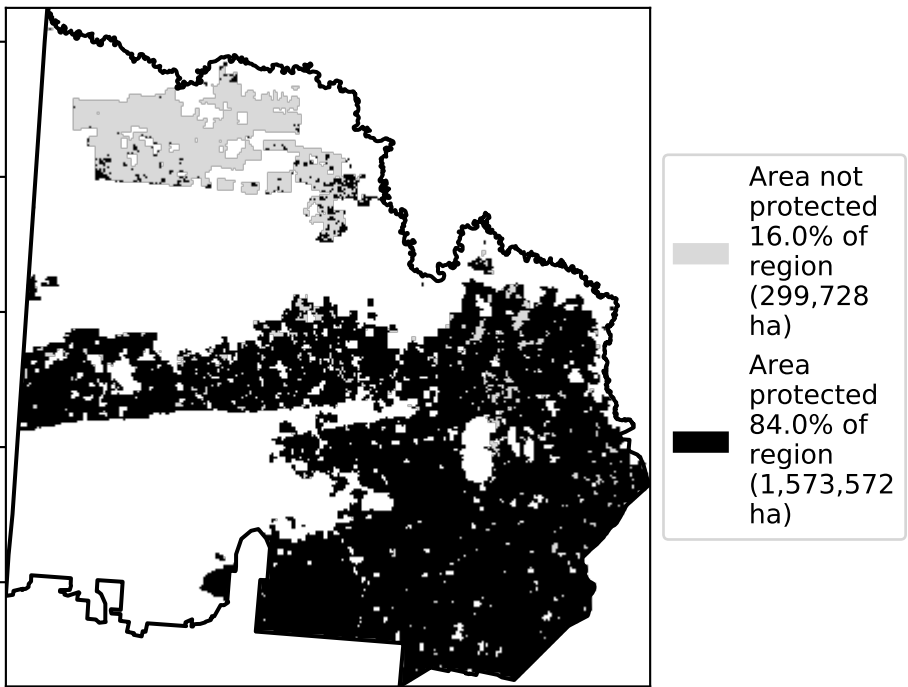 Area not
protected
16.0% of
region
(299,728
ha)
Area
protected
84.0% of
region
(1,573,572
ha)